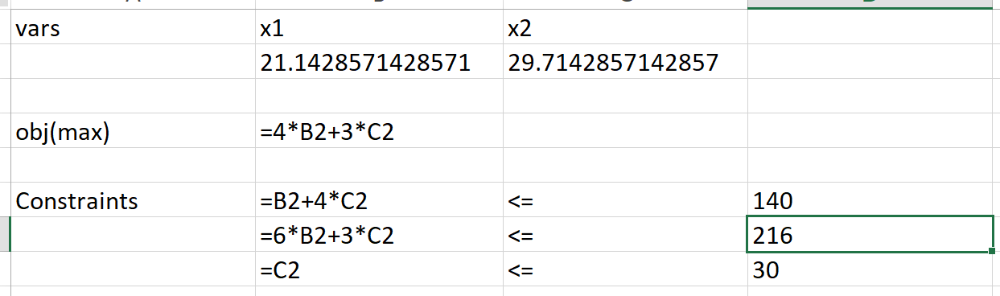 vars x1 x2
21.1428571428571 29.7142857142857
obj(max) =4*B2+3*C2
Constraints =B2+4*C2 <= 140
=6*B2+3*C2 <= 216
=C2 <= 30